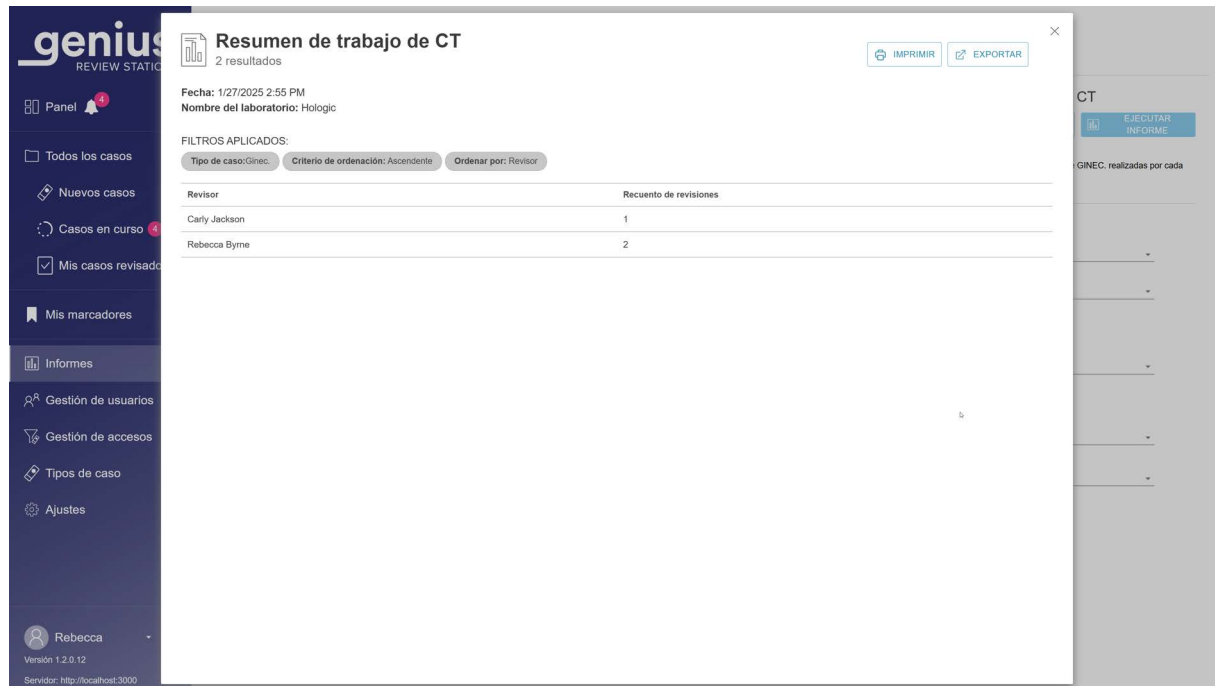 genius
REVIEW STATIO
Panel 4
Todos los casos
Nuevos casos
Casos en curso 4
Mis casos revisado
Mis marcadores
Informes
Gestión de usuarios
Gestión de accesos
Tipos de caso
Ajustes
Rebecca
Versión 1.2.0.12
Servidor: http://localhost:3000
Resumen de trabajo de CT
2 resultados
IMPRIMIR
EXPORTAR
Fecha: 1/27/2025 2:55 PM
Nombre del laboratorio: Hologic
FILTROS APLICADOS:
Tipo de caso:Ginec. Criterio de ordenación: Ascendente Ordenar por: Revisor
Revisor Recuento de revisiones
Carly Jackson 1
Rebecca Byrne 2
CT
EJECUTAR
INFORME
GINEC. realizadas por cada